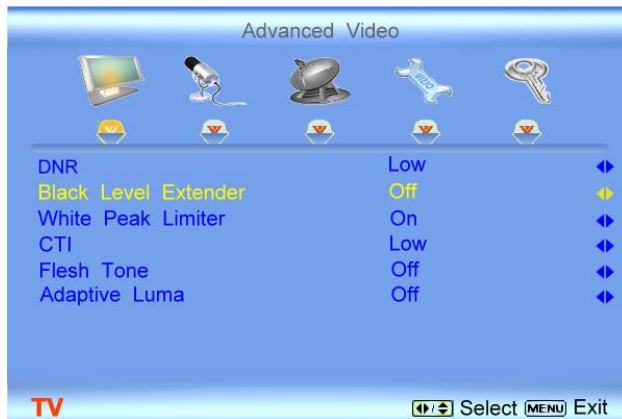 Advanced Video
VIZIO
DNR Low
Black Level Extender Off
White Peak Limiter On
CTI Low
Flesh Tone Off
Adaptive Luma Off
TV Select MENU Exit